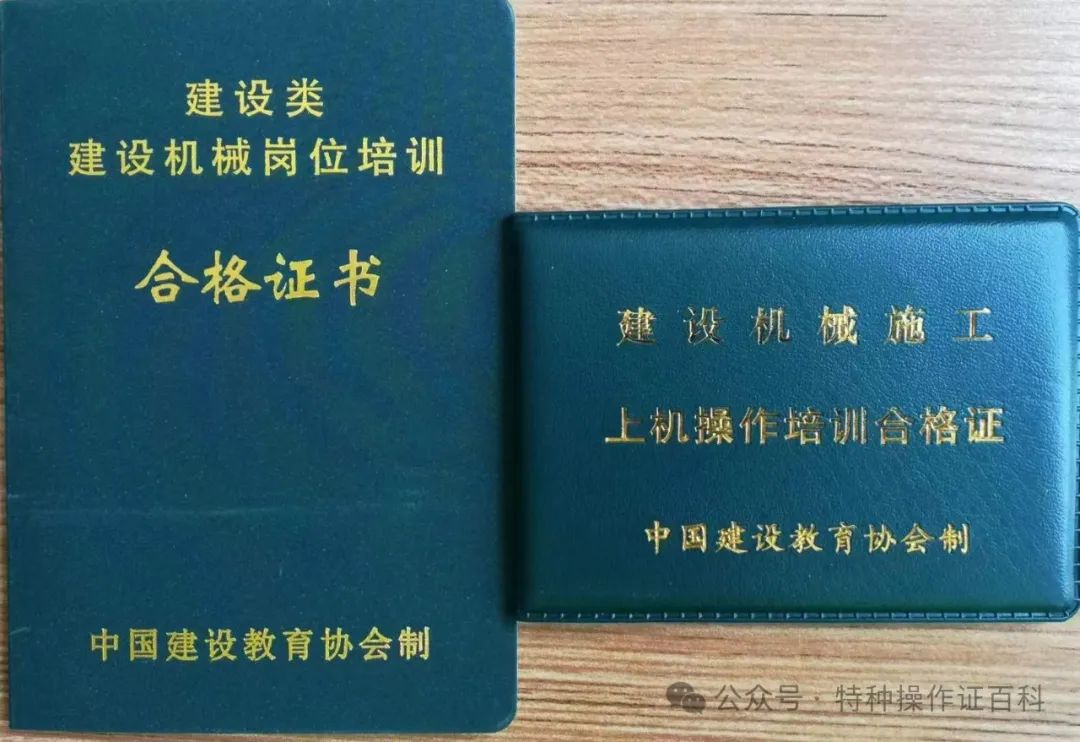 建设类
建设机械岗位培训
合格证书
中国建设教育协会制
建设机械施工
上机操作培训合格证
中国建设教育协会制
公众号·特种操作证百科